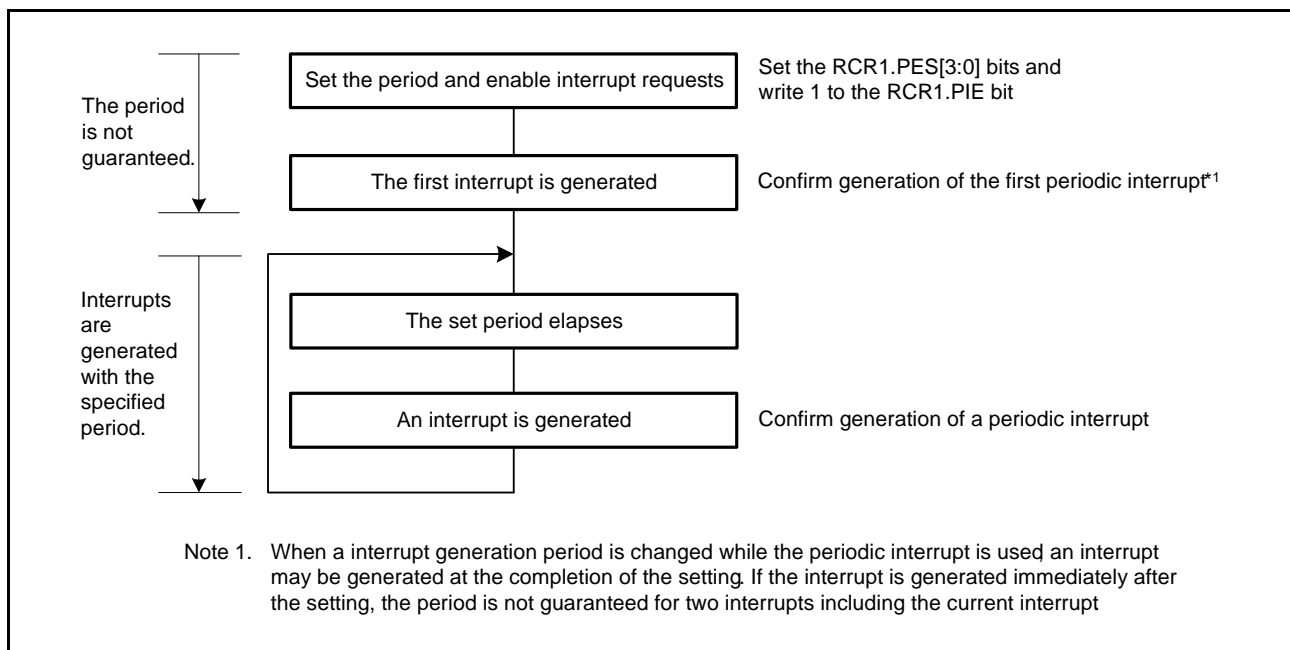 Set the period and enable interrupt requests
Set the RCR1.PES[3:0] bits and
write 1 to the RCR1.PIE bit
The period
is not
guaranteed.
The first interrupt is generated
Confirm generation of the first periodic interrupt*1
Interrupts
are
generated
with the
specified
period.
The set period elapses
An interrupt is generated
Confirm generation of a periodic interrupt
Note 1. When a interrupt generation period is changed while the periodic interrupt is used, an interrupt
may be generated at the completion of the setting. If the interrupt is generated immediately after
the setting, the period is not guaranteed for two interrupts including the current interrupt.